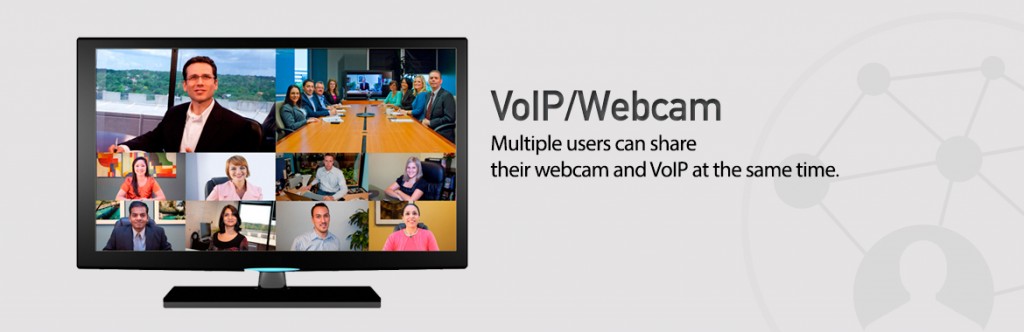 VoIP/Webcam
Multiple users can share
their webcam and VoIP at the same time.